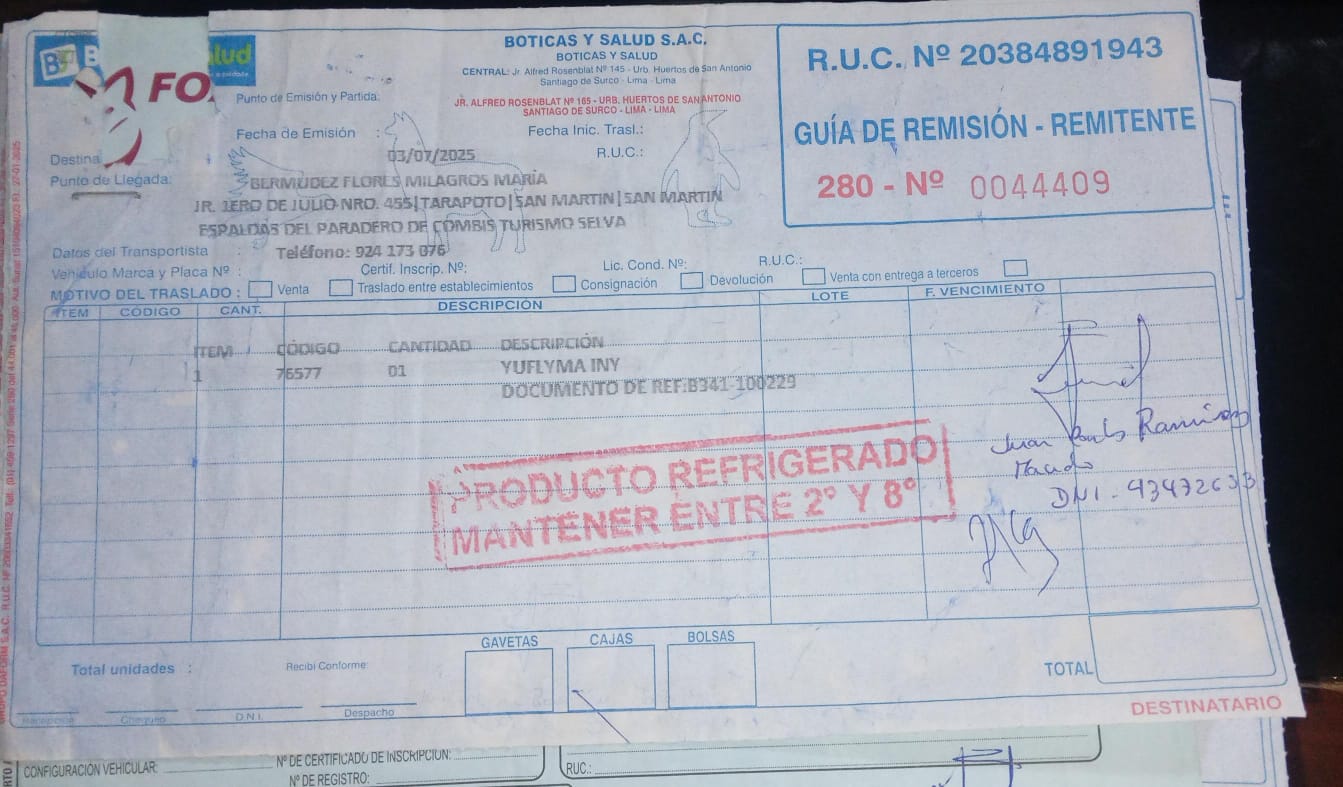 B
B
lud
FO
BOTICAS Y SALUD S.A.C.
BOTICAS Y SALUD
CENTRAL: Jr. Alfred Rosenblat Nº 145 - Urb. Huertos de San Antonio
Santiago de Surco - Lima - Lima
Punto de Emisión y Partida:
JR. ALFRED ROSENBLAT Nº 165 - URB. HUERTOS DE SAN ANTONIO
SANTIAGO DE SURCO - LIMA - LIMA
R.U.C. Nº 20384891943
GUÍA DE REMISIÓN - REMITENTE
280 - Nº 0044409
Fecha de Emisión :
Fecha Inic. Trasl.:
03/07/2025
R.U.C.:
Destina
Punto de Llegada:
BERMUDEZ FLORES MILAGROS MARÍA
JR. 1ERO DE JULIO NRO. 455|TARAPOTO|SAN MARTIN|SAN MARTIN
ESPALDAS DEL PARADERO DE COMBIS TURISMO SELVA
Datos del Transportista :
Teléfono: 924 173 076
Vehículo Marca y Placa Nº :
Certif. Inscrip. Nº:
Lic. Cond. Nº:
R.U.C.:
MOTIVO DEL TRASLADO :
Venta
Traslado entre establecimientos
Consignación
Devolución
Venta con entrega a terceros
ITEM CÓDIGO CANT. DESCRIPCIÓN LOTE F. VENCIMIENTO
ITEM CÓDIGO CANTIDAD DESCRIPCIÓN
1 76577 01 YUFLYMA INY
DOCUMENTO DE REF:B341-100229
PRODUCTO REFRIGERADO
MANTENER ENTRE 2° Y 8°
Juan
DNI - 43472633
GAVETAS CAJAS BOLSAS
Total unidades :
Recibi Conforme:
TOTAL
Chequeo
D.N.I.
Despacho
DESTINATARIO
CONFIGURACIÓN VEHICULAR:
Nº DE CERTIFICADO DE INSCRIPCIÓN:
Nº DE REGISTRO:
RUC.: